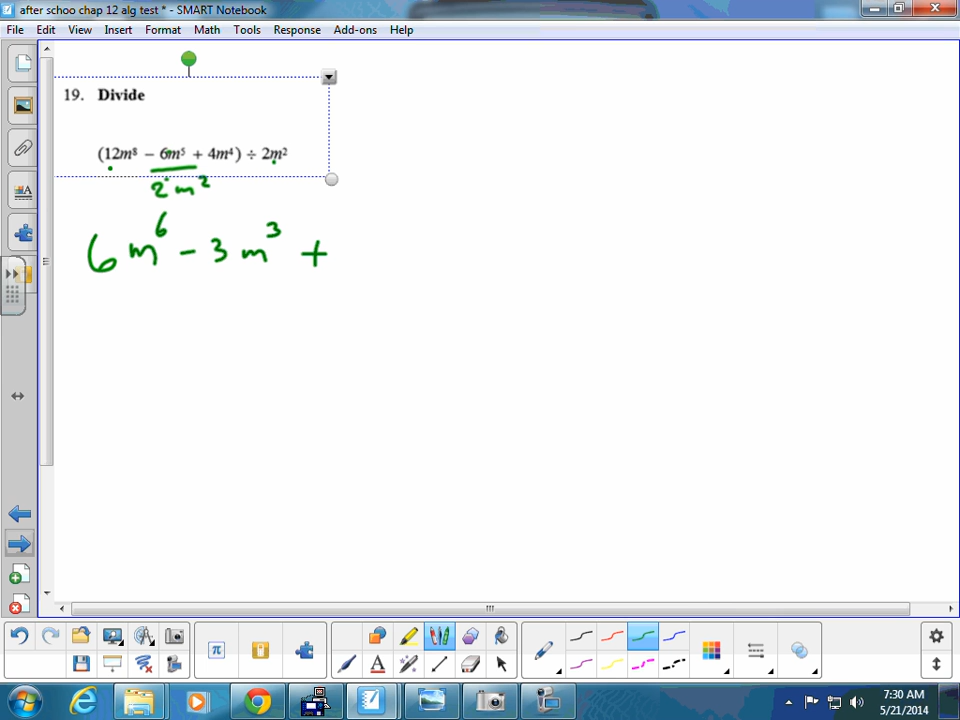 after schoo chap 12 alg test * - SMART Notebook
File Edit View Insert Format Math Tools Response Add-ons Help
19. Divide
(12m⁸ − 6m⁵ + 4m⁴) ÷ 2m²
2m²
6m⁶ − 3m³ +
7:30 AM
5/21/2014